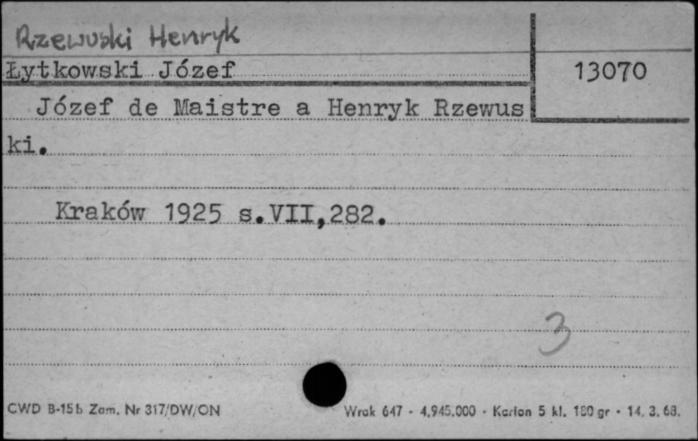 Rzewuski Henryk
Łytkowski Józef
13070
Józef de Maistre a Henryk Rzewus
ki.
Kraków 1925 s.VII,282.
3
CWD B-15b Zam. Nr 317/DW/ON
Wrak 647 - 4.945.000 - Karton 5 kl. 180 gr - 14. 3. 68.